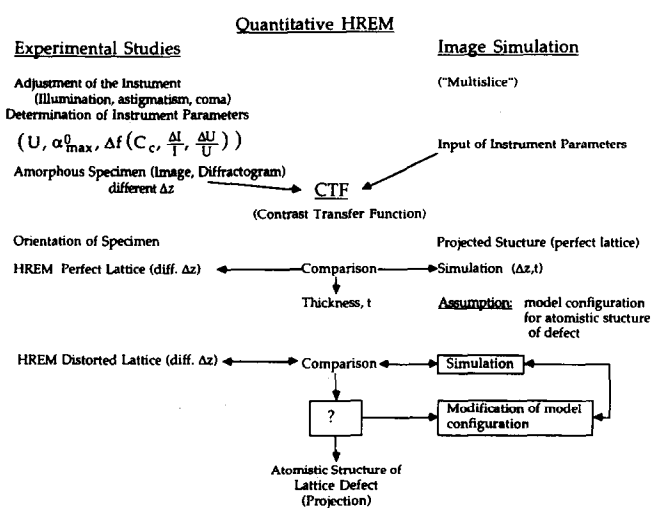 Quantitative HREM
Experimental Studies
Image Simulation
Adjustment of the Instument
(Illumination, astigmatism, coma)
("Multislice")
Determination of Instrument Parameters
(U, α⁰max, Δf(Cc, ΔI/I, ΔU/U))
Input of Instrument Parameters
Amorphous Specimen (Image, Diffractogram)
different Δz
CTF
(Contrast Transfer Function)
Orientation of Specimen
Projected Stucture (perfect lattice)
HREM Perfect Lattice (diff. Δz)
Comparison
Simulation (Δz,t)
Thickness, t
Assumption: model configuration
for atomistic stucture
of defect
HREM Distorted Lattice (diff. Δz)
Comparison
Simulation
?
Modification of model
configuration
Atomistic Structure of
Lattice Defect
(Projection)